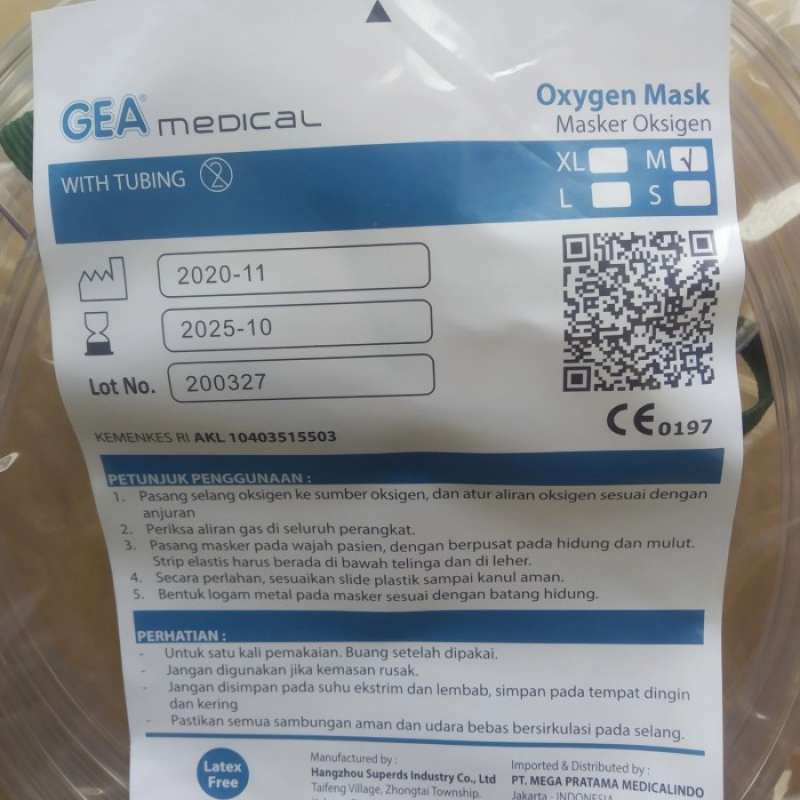 GEA® medical
Oxygen Mask
Masker Oksigen
WITH TUBING 2
XL M √
L S
2020-11
2025-10
Lot No. 200327
CE 0197
KEMENKES RI AKL 10403515503
PETUNJUK PENGGUNAAN :
1. Pasang selang oksigen ke sumber oksigen, dan atur aliran oksigen sesuai dengan
anjuran
2. Periksa aliran gas di seluruh perangkat.
3. Pasang masker pada wajah pasien, dengan berpusat pada hidung dan mulut.
Strip elastis harus berada di bawah telinga dan di leher.
4. Secara perlahan, sesuaikan slide plastik sampai kanul aman.
5. Bentuk logam metal pada masker sesuai dengan batang hidung.
PERHATIAN :
- Untuk satu kali pemakaian. Buang setelah dipakai.
- Jangan digunakan jika kemasan rusak.
- Jangan disimpan pada suhu ekstrim dan lembab, simpan pada tempat dingin
dan kering
- Pastikan semua sambungan aman dan udara bebas bersirkulasi pada selang.
Latex
Free
Manufactured by :
Hangzhou Superds Industry Co., Ltd
Taifeng Village, Zhongtai Township.
Imported & Distributed by :
PT. MEGA PRATAMA MEDICALINDO
Jakarta - INDONESIA